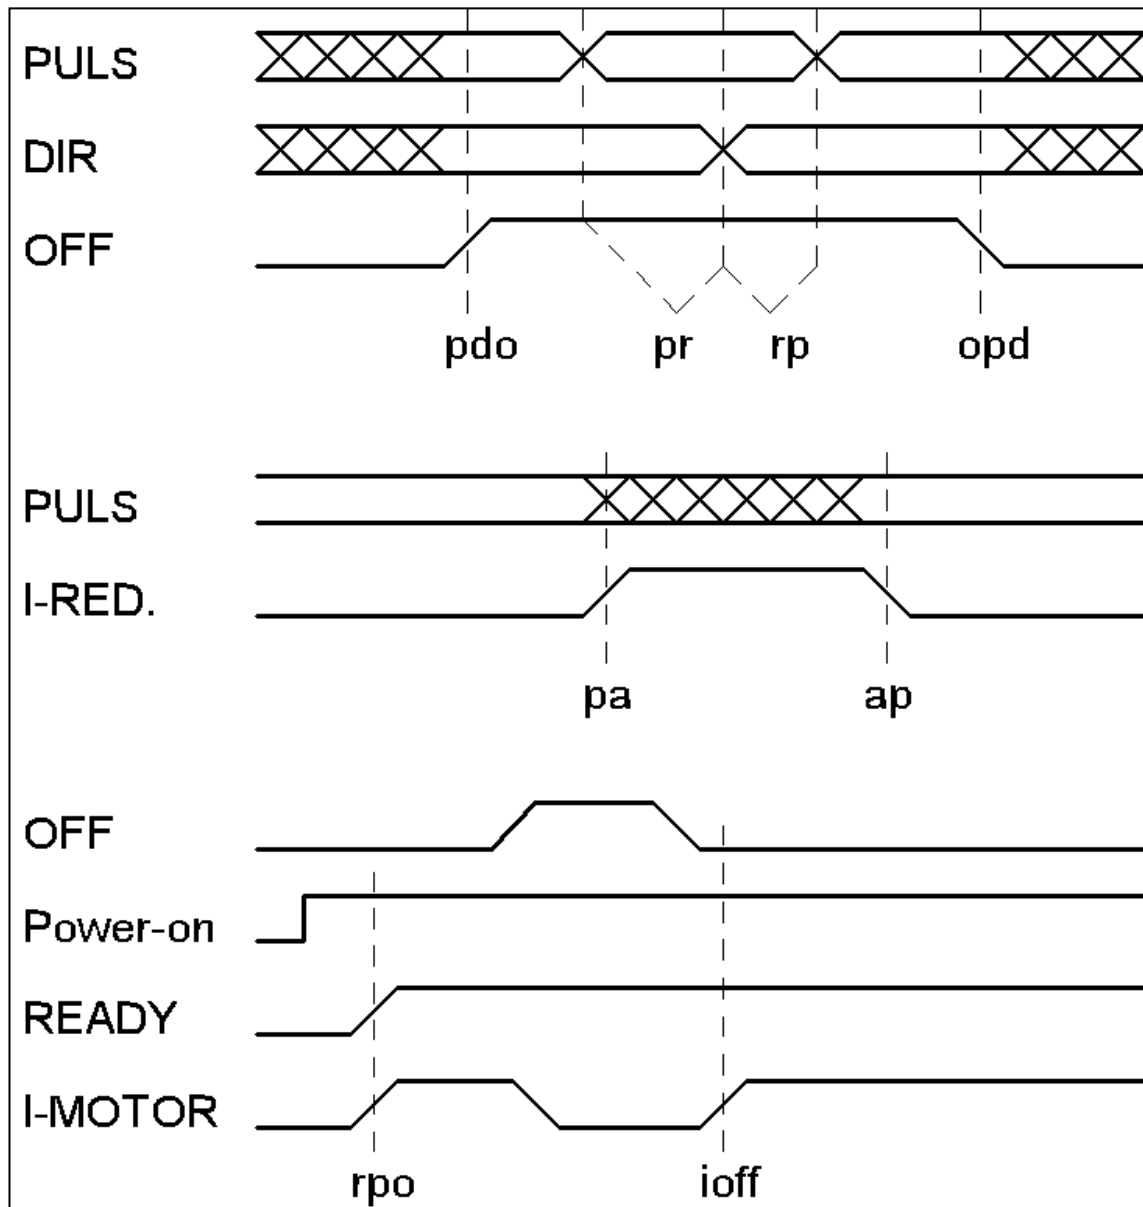 PULS
DIR
OFF
pdo pr rp opd
PULS
I-RED.
pa ap
OFF
Power-on
READY
I-MOTOR
rpo ioff